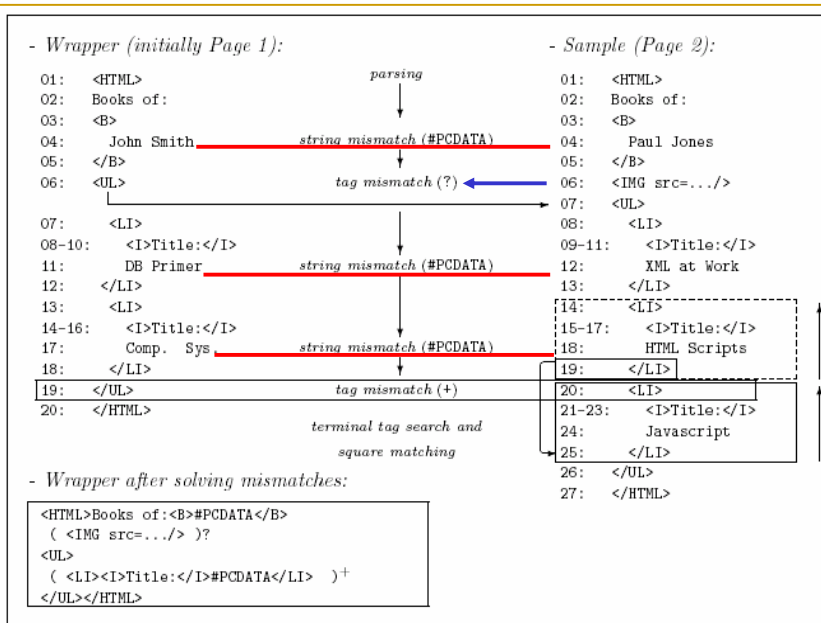 - Wrapper (initially Page 1):
01: <HTML>
02: Books of:
03: <B>
04: John Smith
05: </B>
06: <UL>
07: <LI>
08-10: <I>Title:</I>
11: DB Primer
12: </LI>
13: <LI>
14-16: <I>Title:</I>
17: Comp. Sys.
18: </LI>
19: </UL>
20: </HTML>
parsing
string mismatch (#PCDATA)
tag mismatch (?)
string mismatch (#PCDATA)
string mismatch (#PCDATA)
tag mismatch (+)
terminal tag search and
square matching
- Sample (Page 2):
01: <HTML>
02: Books of:
03: <B>
04: Paul Jones
05: </B>
06: <IMG src=.../>
07: <UL>
08: <LI>
09-11: <I>Title:</I>
12: XML at Work
13: </LI>
14: <LI>
15-17: <I>Title:</I>
18: HTML Scripts
19: </LI>
20: <LI>
21-23: <I>Title:</I>
24: Javascript
25: </LI>
26: </UL>
27: </HTML>
- Wrapper after solving mismatches:
<HTML>Books of:<B>#PCDATA</B>
( <IMG src=.../> )?
<UL>
( <LI><I>Title:</I>#PCDATA</LI> )+
</UL></HTML>